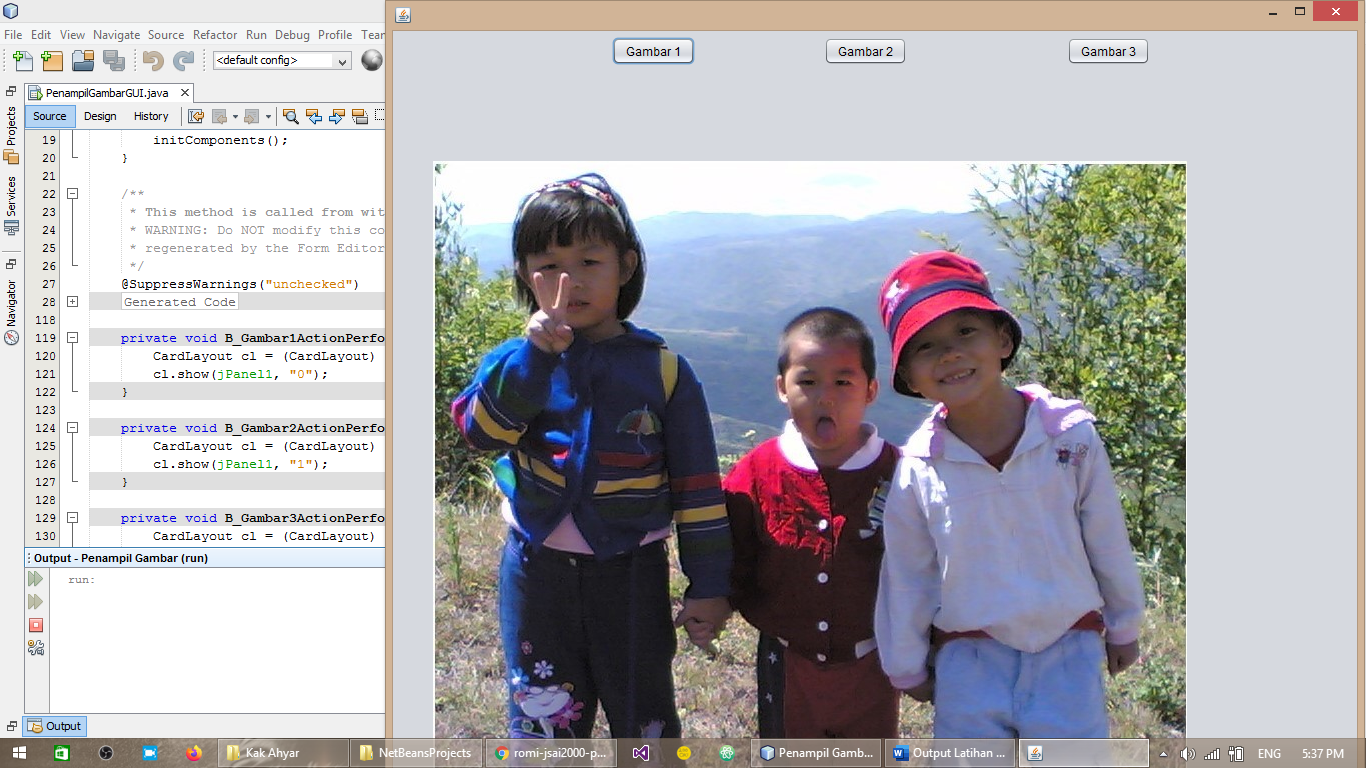 File Edit View Navigate Source Refactor Run Debug Profile Tean
<default config>
PenampilGambarGUI.java
Source Design History
Projects
Services
Navigator
19 initComponents();
20 }
21
22 /**
23 * This method is called from wit
24 * WARNING: Do NOT modify this co
25 * regenerated by the Form Editor
26 */
27 @SuppressWarnings("unchecked")
28 Generated Code
118
119 private void B_Gambar1ActionPerfo
120 CardLayout cl = (CardLayout)
121 cl.show(jPanel1, "0");
122 }
123
124 private void B_Gambar2ActionPerfo
125 CardLayout cl = (CardLayout)
126 cl.show(jPanel1, "1");
127 }
128
129 private void B_Gambar3ActionPerfo
130 CardLayout cl = (CardLayout)
Output - Penampil Gambar (run)
run:
Output
Gambar 1 Gambar 2 Gambar 3
Kak Ahyar NetBeansProjects romi-jsai2000-p... Penampil Gamb... Output Latihan ... ENG 5:37 PM